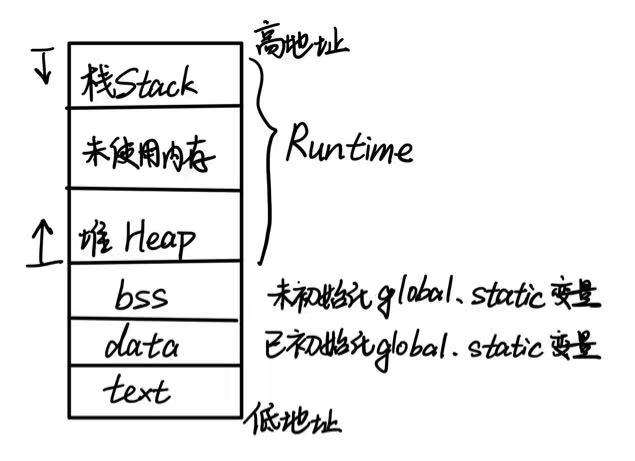 高地址
栈Stack
未使用内存
Runtime
堆 Heap
bss
未初始化global、static变量
data
已初始化global、static变量
text
低地址